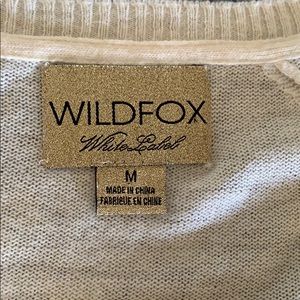 WILDFOX
White Label
M
MADE IN CHINA
FABRIQUÉ EN CHINE